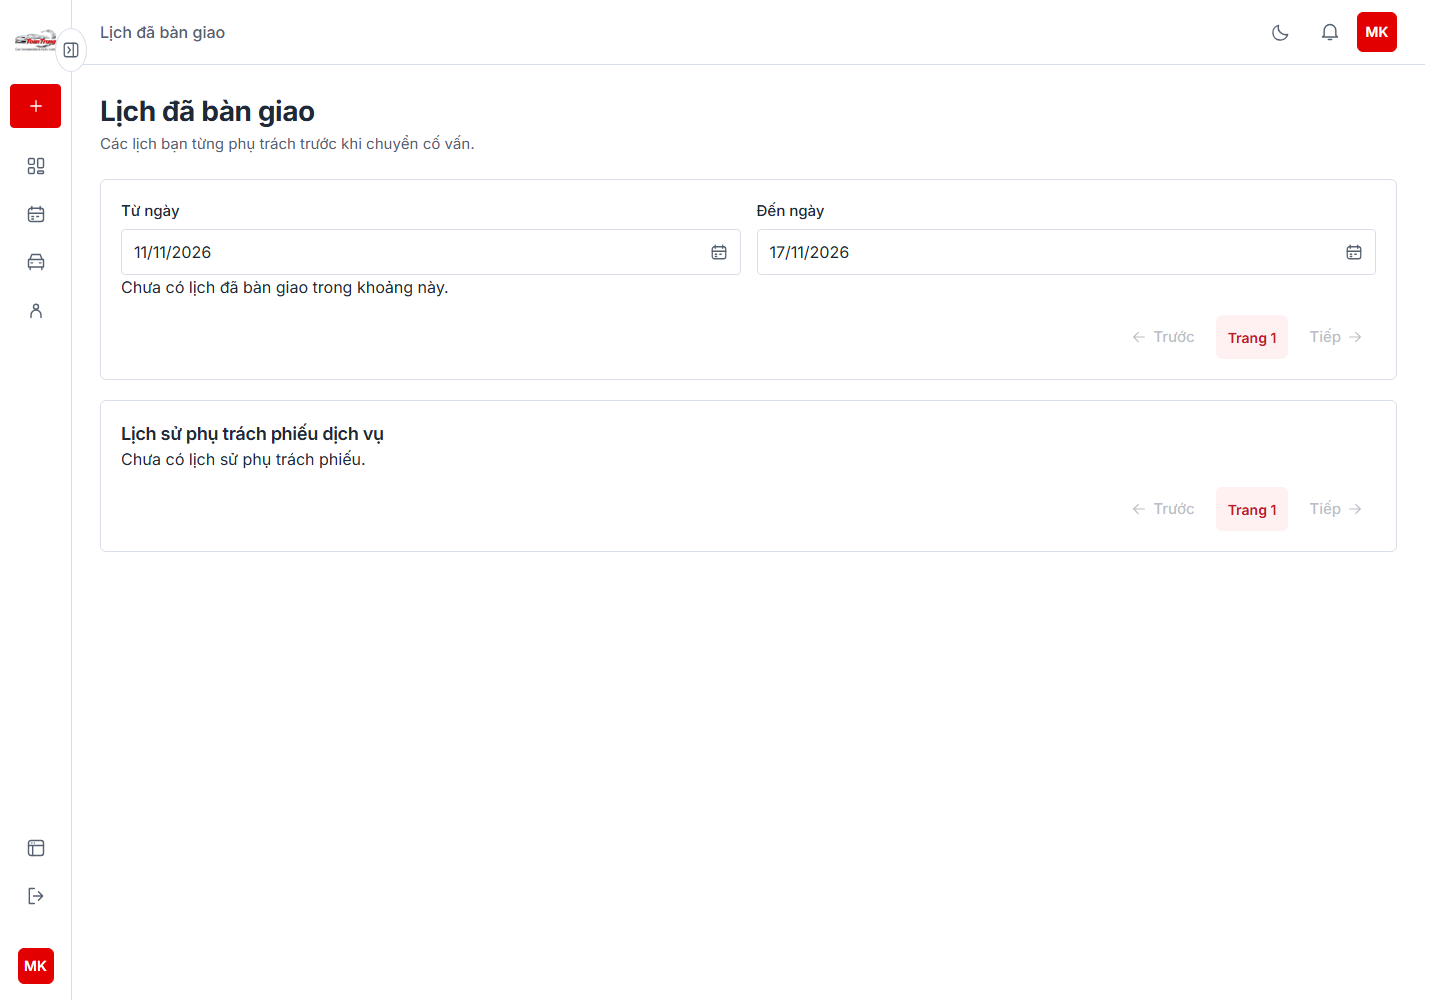 Lịch đã bàn giao
MK
Lịch đã bàn giao
Các lịch bạn từng phụ trách trước khi chuyển cố vấn.
Từ ngày
Đến ngày
11/11/2026
17/11/2026
Chưa có lịch đã bàn giao trong khoảng này.
Trước
Trang 1
Tiếp
Lịch sử phụ trách phiếu dịch vụ
Chưa có lịch sử phụ trách phiếu.
Trước
Trang 1
Tiếp
MK